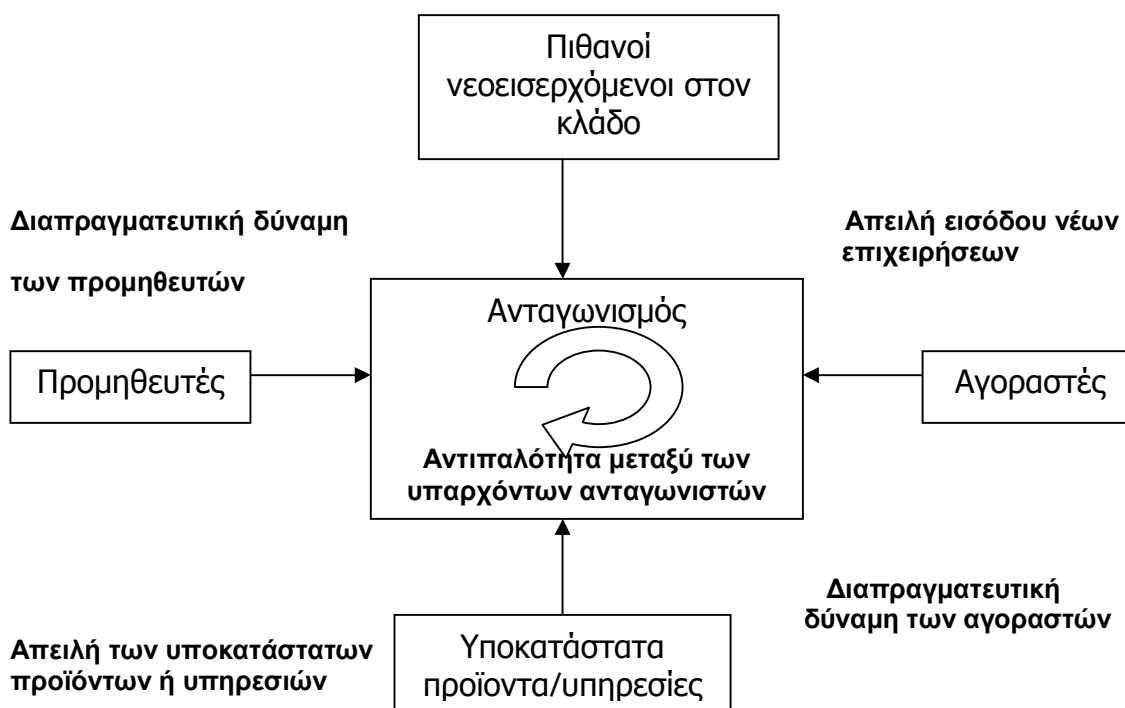 Πιθανοί
νεοεισερχόμενοι στον
κλάδο
Διαπραγματευτική δύναμη
των προμηθευτών
Απειλή εισόδου νέων
επιχειρήσεων
Ανταγωνισμός
Προμηθευτές
Αγοραστές
Αντιπαλότητα μεταξύ των
υπαρχόντων ανταγωνιστών
Διαπραγματευτική
δύναμη των αγοραστών
Απειλή των υποκατάστατων
προϊόντων ή υπηρεσιών
Υποκατάστατα
προϊοντα/υπηρεσίες